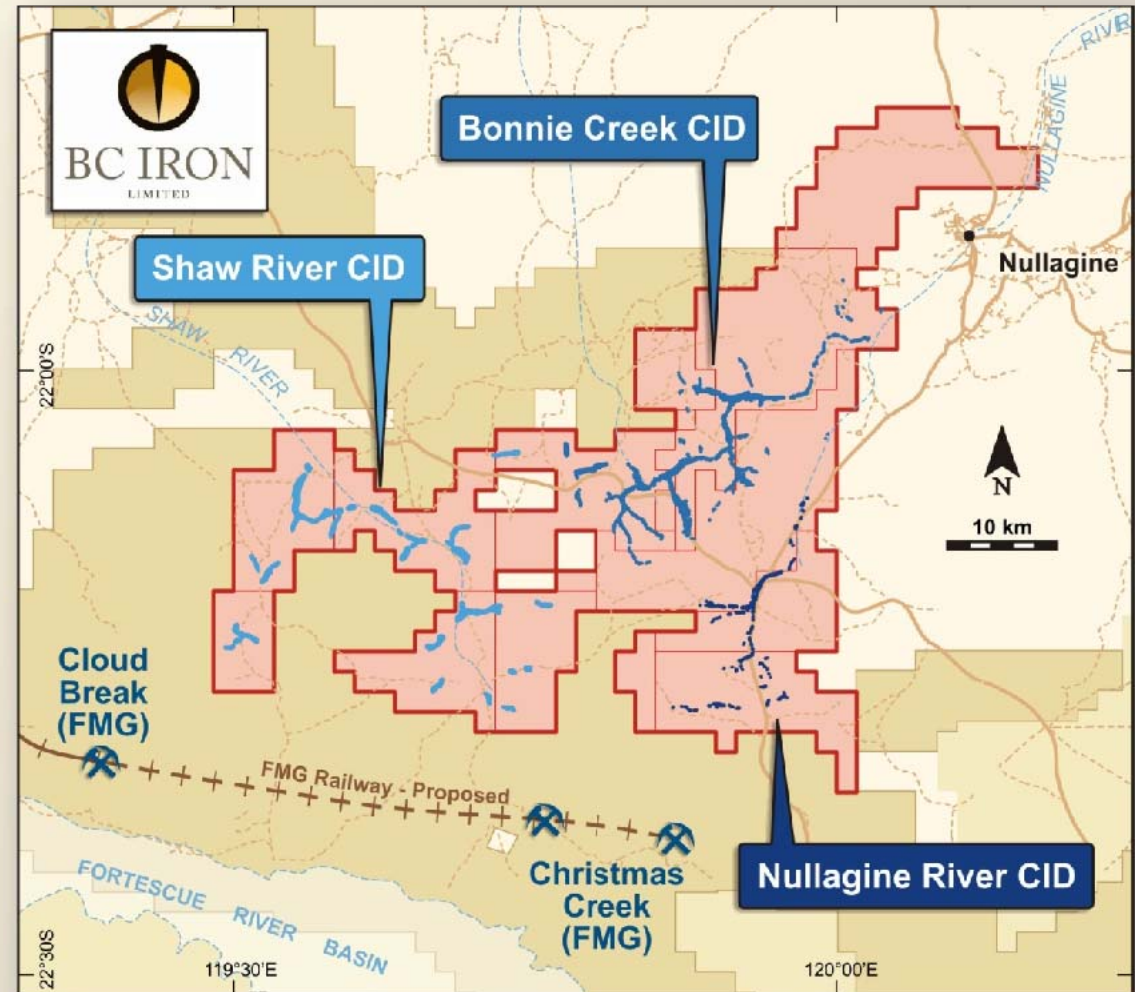 BC IRON
LIMITED
Bonnie Creek CID
Shaw River CID
NULLAGINE RIVER
Nullagine
SHAW RIVER
22°00'S
N
10 km
Cloud
Break
(FMG)
FMG Railway - Proposed
Christmas
Creek
(FMG)
Nullagine River CID
FORTESCUE RIVER BASIN
22°30S
119°30'E
120°00'E